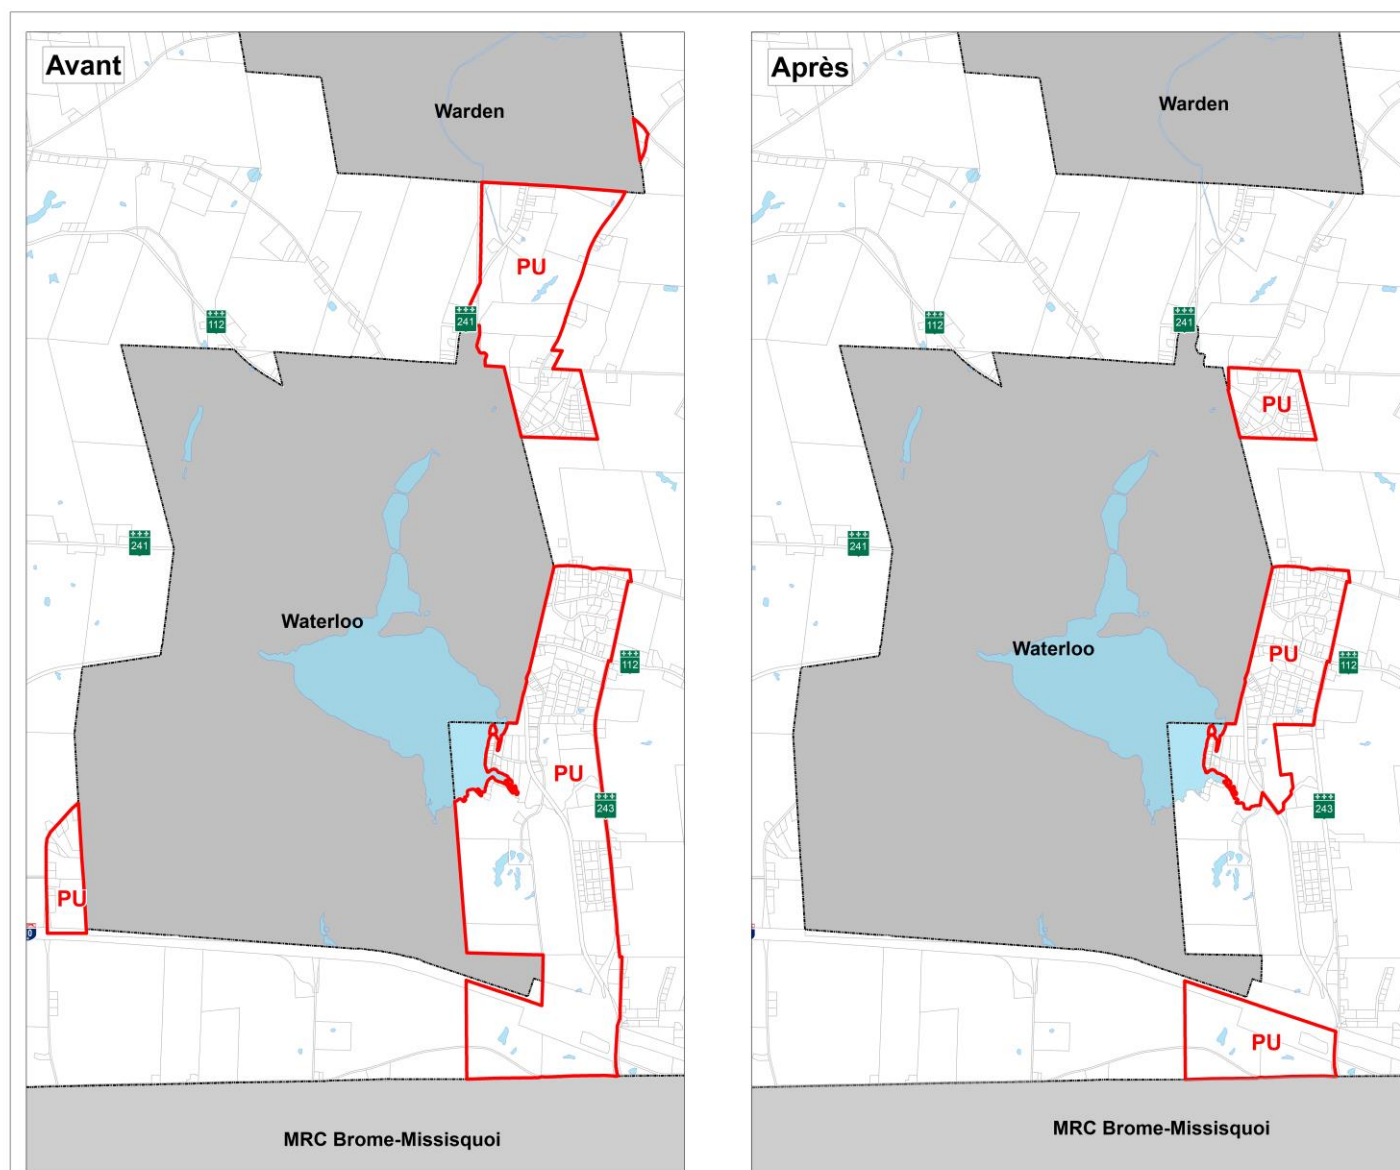 Avant
Warden
PU
241
112
241
Waterloo
112
PU
243
PU
MRC Brome-Missisquoi
Après
Warden
241
112
PU
241
Waterloo
PU
112
243
PU
MRC Brome-Missisquoi